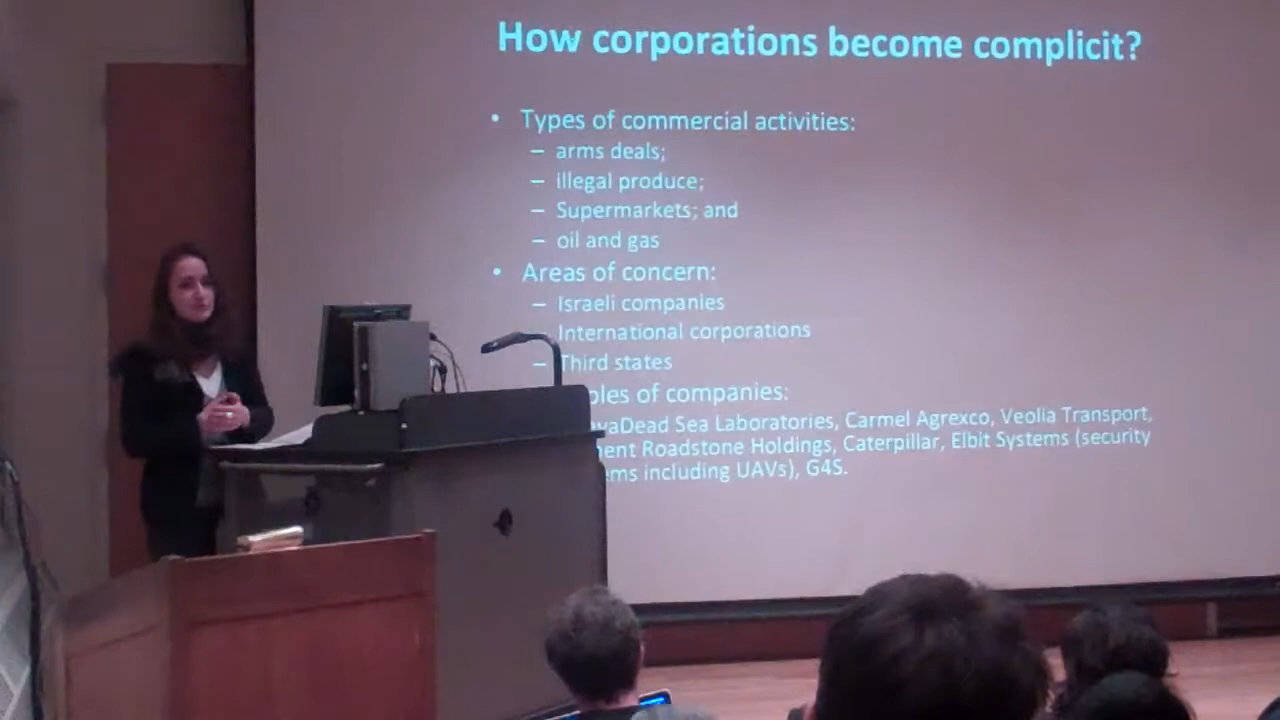 How corporations become complicit?
• Types of commercial activities:
– arms deals;
– illegal produce;
– Supermarkets; and
– oil and gas
• Areas of concern:
– Israeli companies
– International corporations
– Third states
of companies:
Dead Sea Laboratories, Carmel Agrexco, Veolia Transport,
Roadstone Holdings, Caterpillar, Elbit Systems (security
including UAVs), G4S.